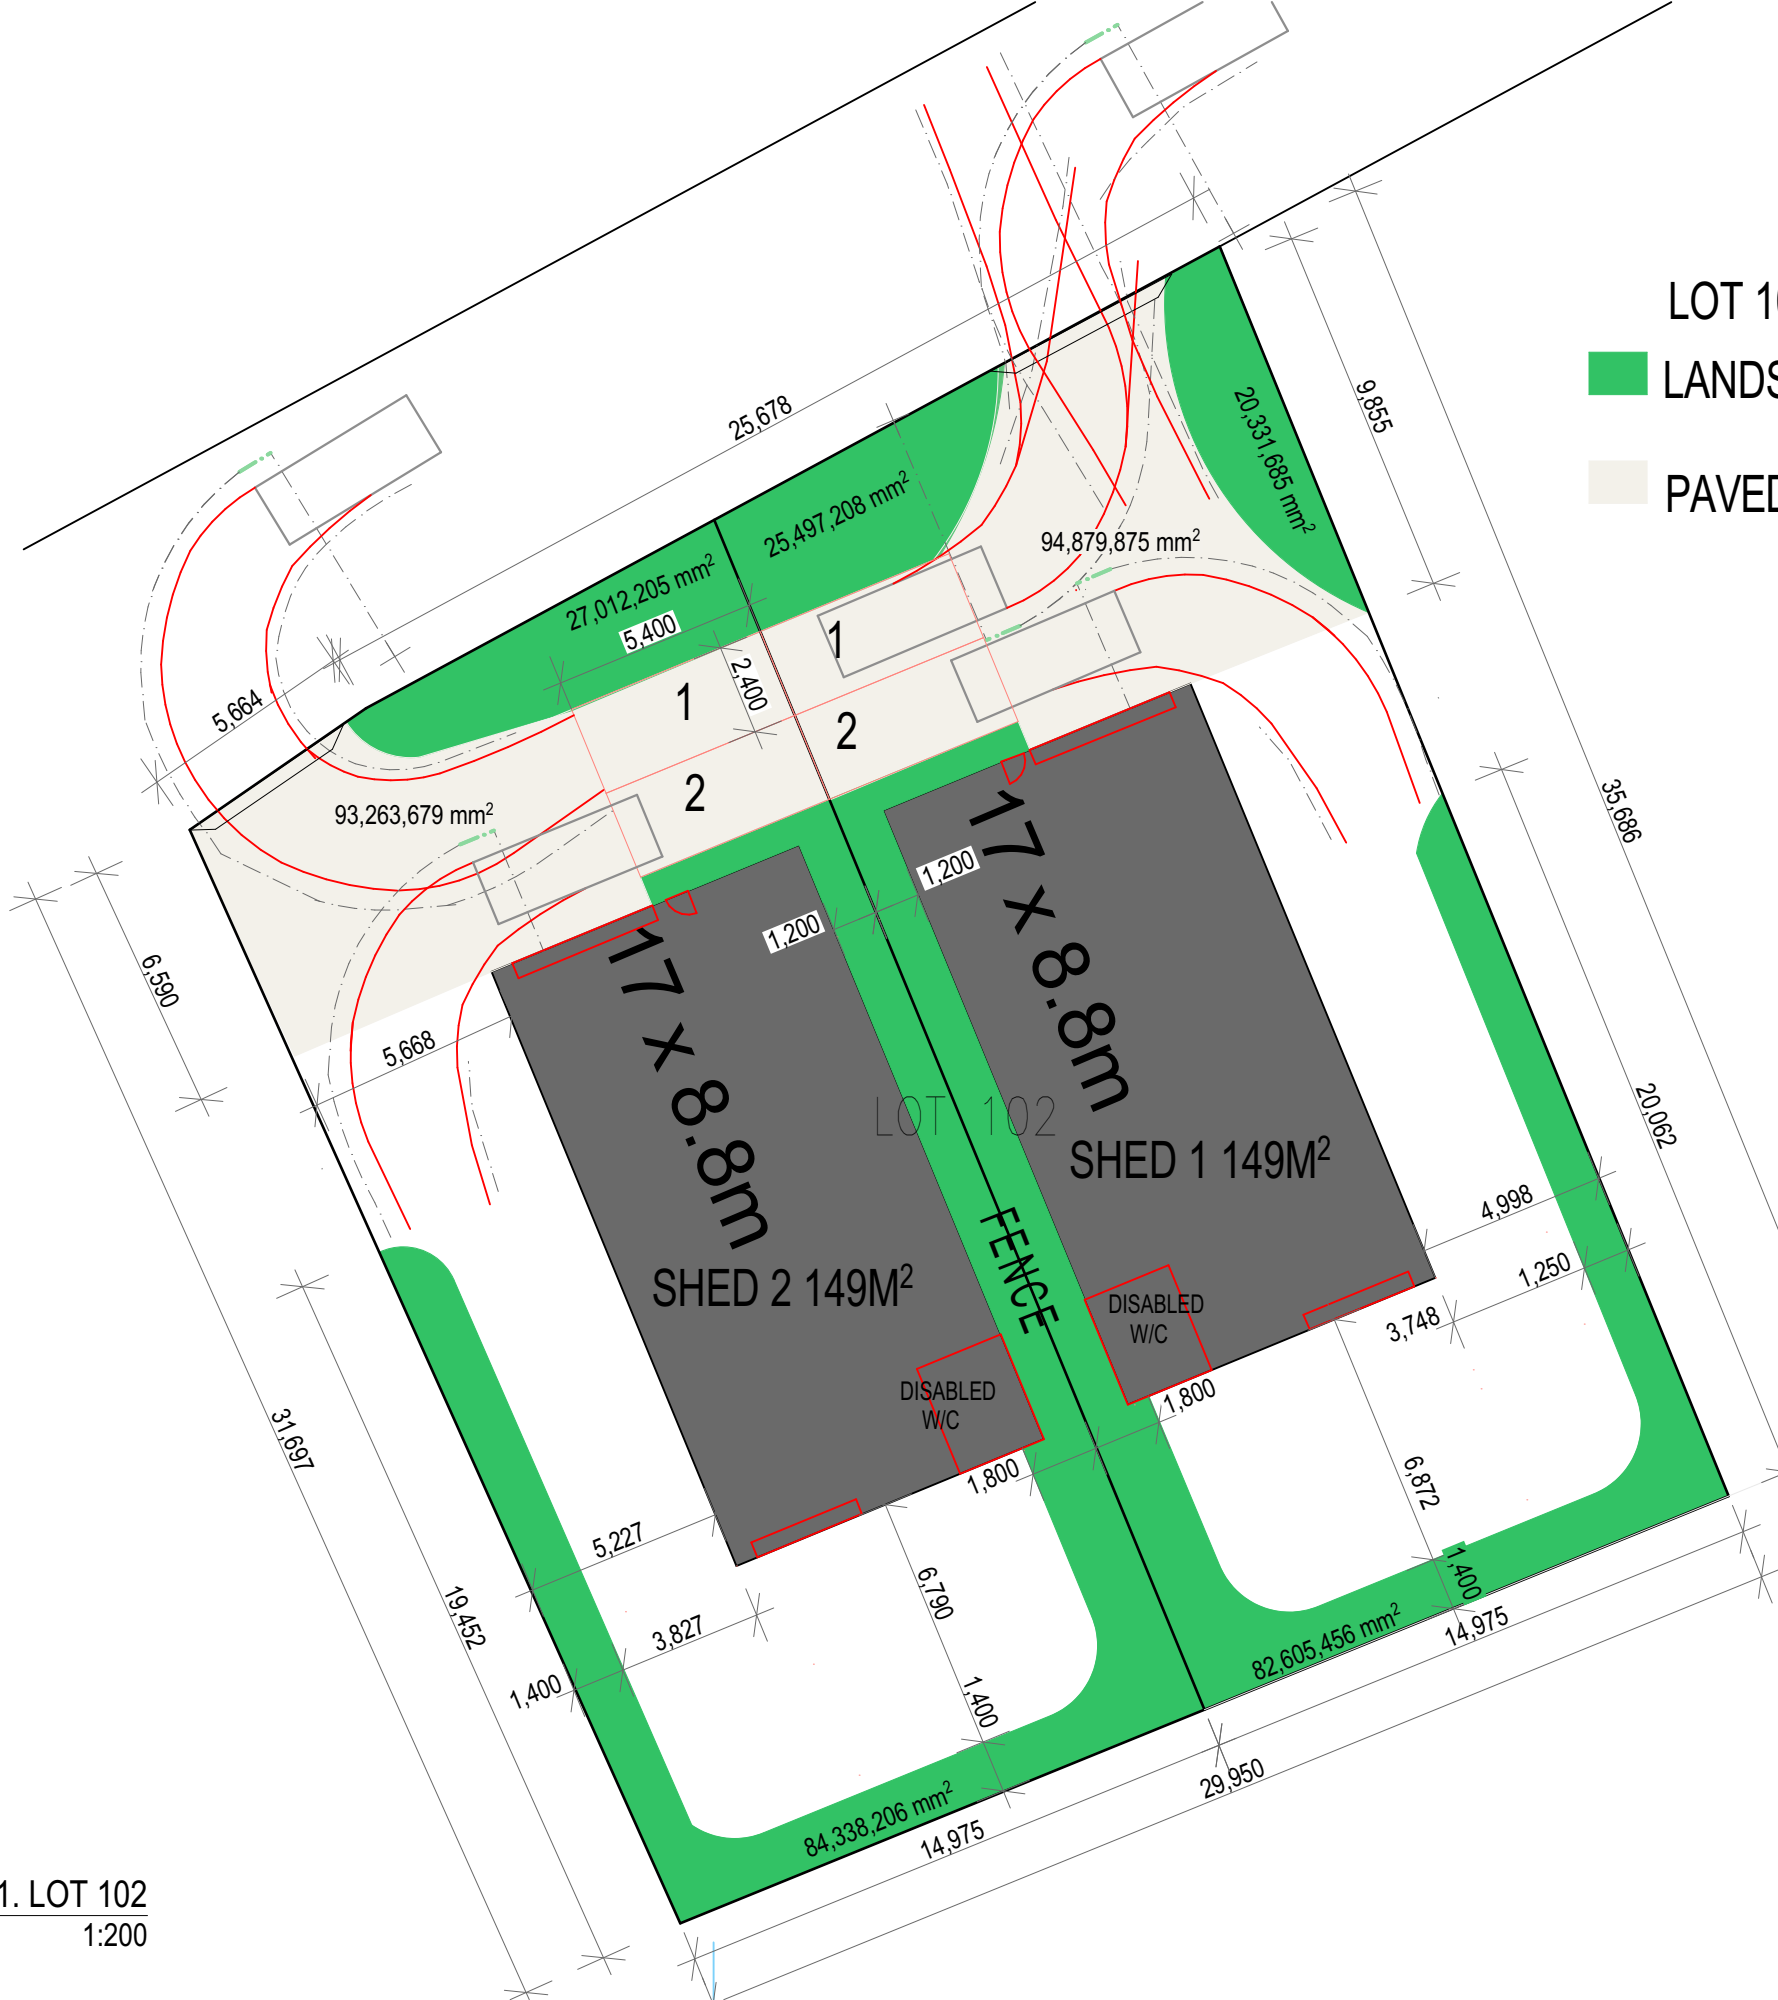 LOT 10
LANDS
PAVED
25,678
9,855
20,331,685 mm²
25,497,208 mm²
94,879,875 mm²
27,012,205 mm²
5,400
2,400
1
2
1
2
5,664
93,263,679 mm²
35,686
6,590
5,668
1,200
1,200
17 x 8.8m
17 x 8.8m
LOT 102
SHED 1 149M²
SHED 2 149M²
FENCE
20,062
4,998
1,250
3,748
DISABLED
W/C
DISABLED
W/C
1,800
1,800
31,697
19,452
5,227
3,827
1,400
6,790
1,400
6,872
1,400
82,605,456 mm²
14,975
84,338,206 mm²
14,975
29,950
1. LOT 102
1:200